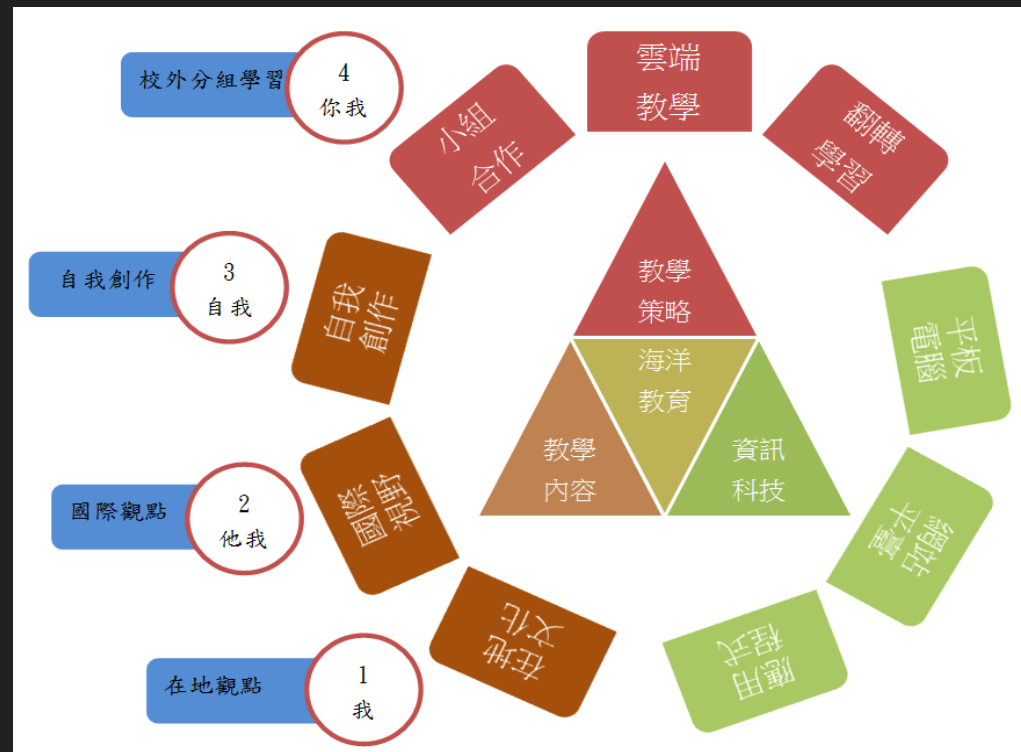 校外分組學習
4
你我
小組
合作
雲端
教學
翻轉
學習
自我創作
3
自我
自我
創作
教學
策略
海洋
教育
教學
內容
資訊
科技
平板
電腦
國際觀點
2
他我
國際
視野
網站
平臺
在地觀點
1
我
在地
文化
應用
程式